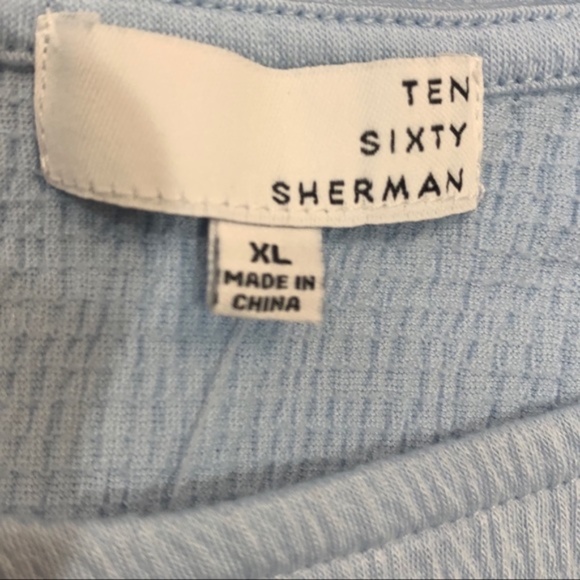 TEN
SIXTY
SHERMAN
XL
MADE IN
CHINA